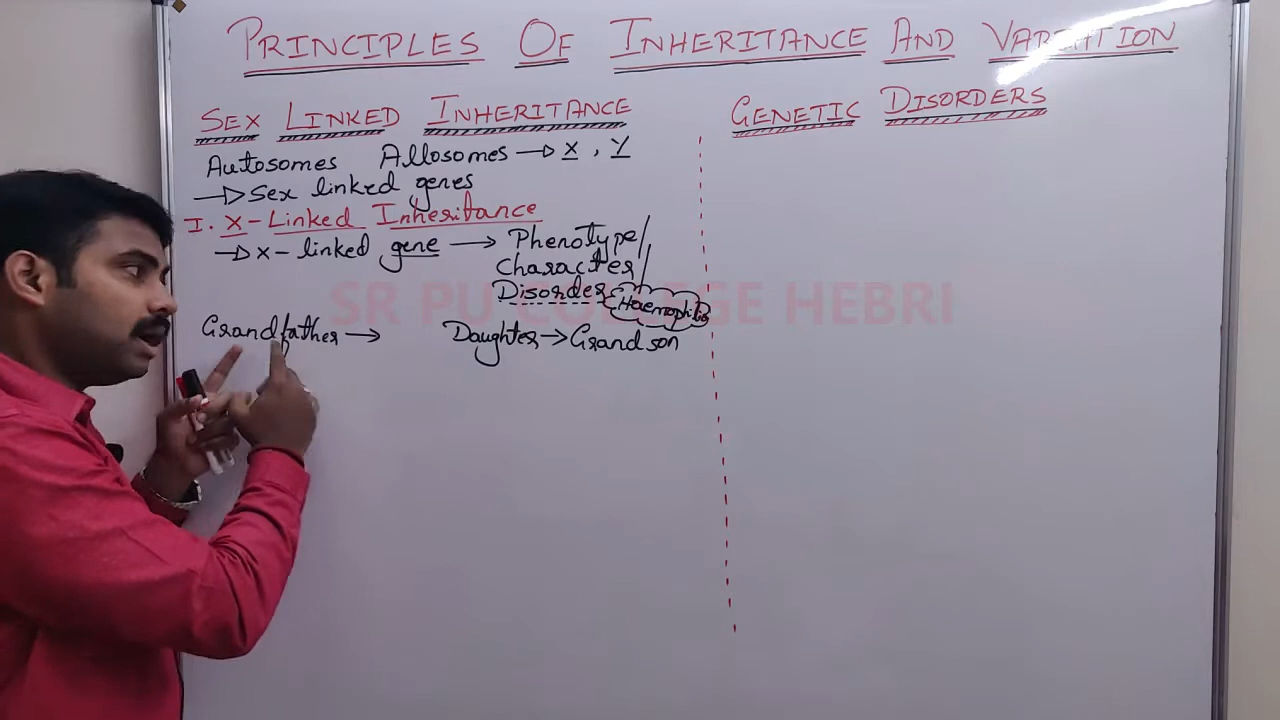 PRINCIPLES OF INHERITANCE AND VARIATION
SEX LINKED INHERITANCE
Autosomes Allosomes → X, Y
→ Sex linked genes
I. X-Linked Inheritance
→ X-linked gene → Phenotype/
Character/
Disorder
Haemophilia
Grandfather → Daughter → Grandson
GENETIC DISORDERS
SR PU COLLEGE HEBRI